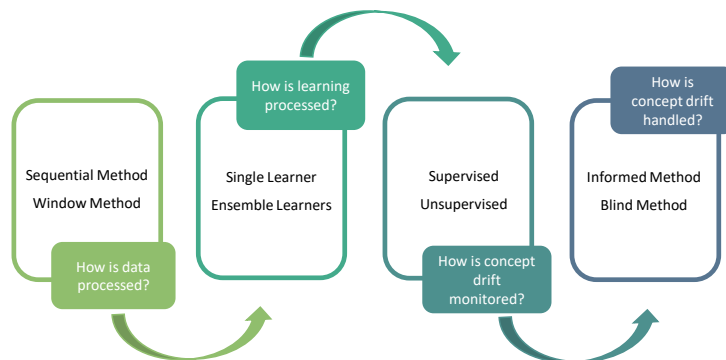 Sequential Method
Window Method
How is data
processed?
How is learning
processed?
Single Learner
Ensemble Learners
Supervised
Unsupervised
How is concept
drift
monitored?
How is
concept drift
handled?
Informed Method
Blind Method